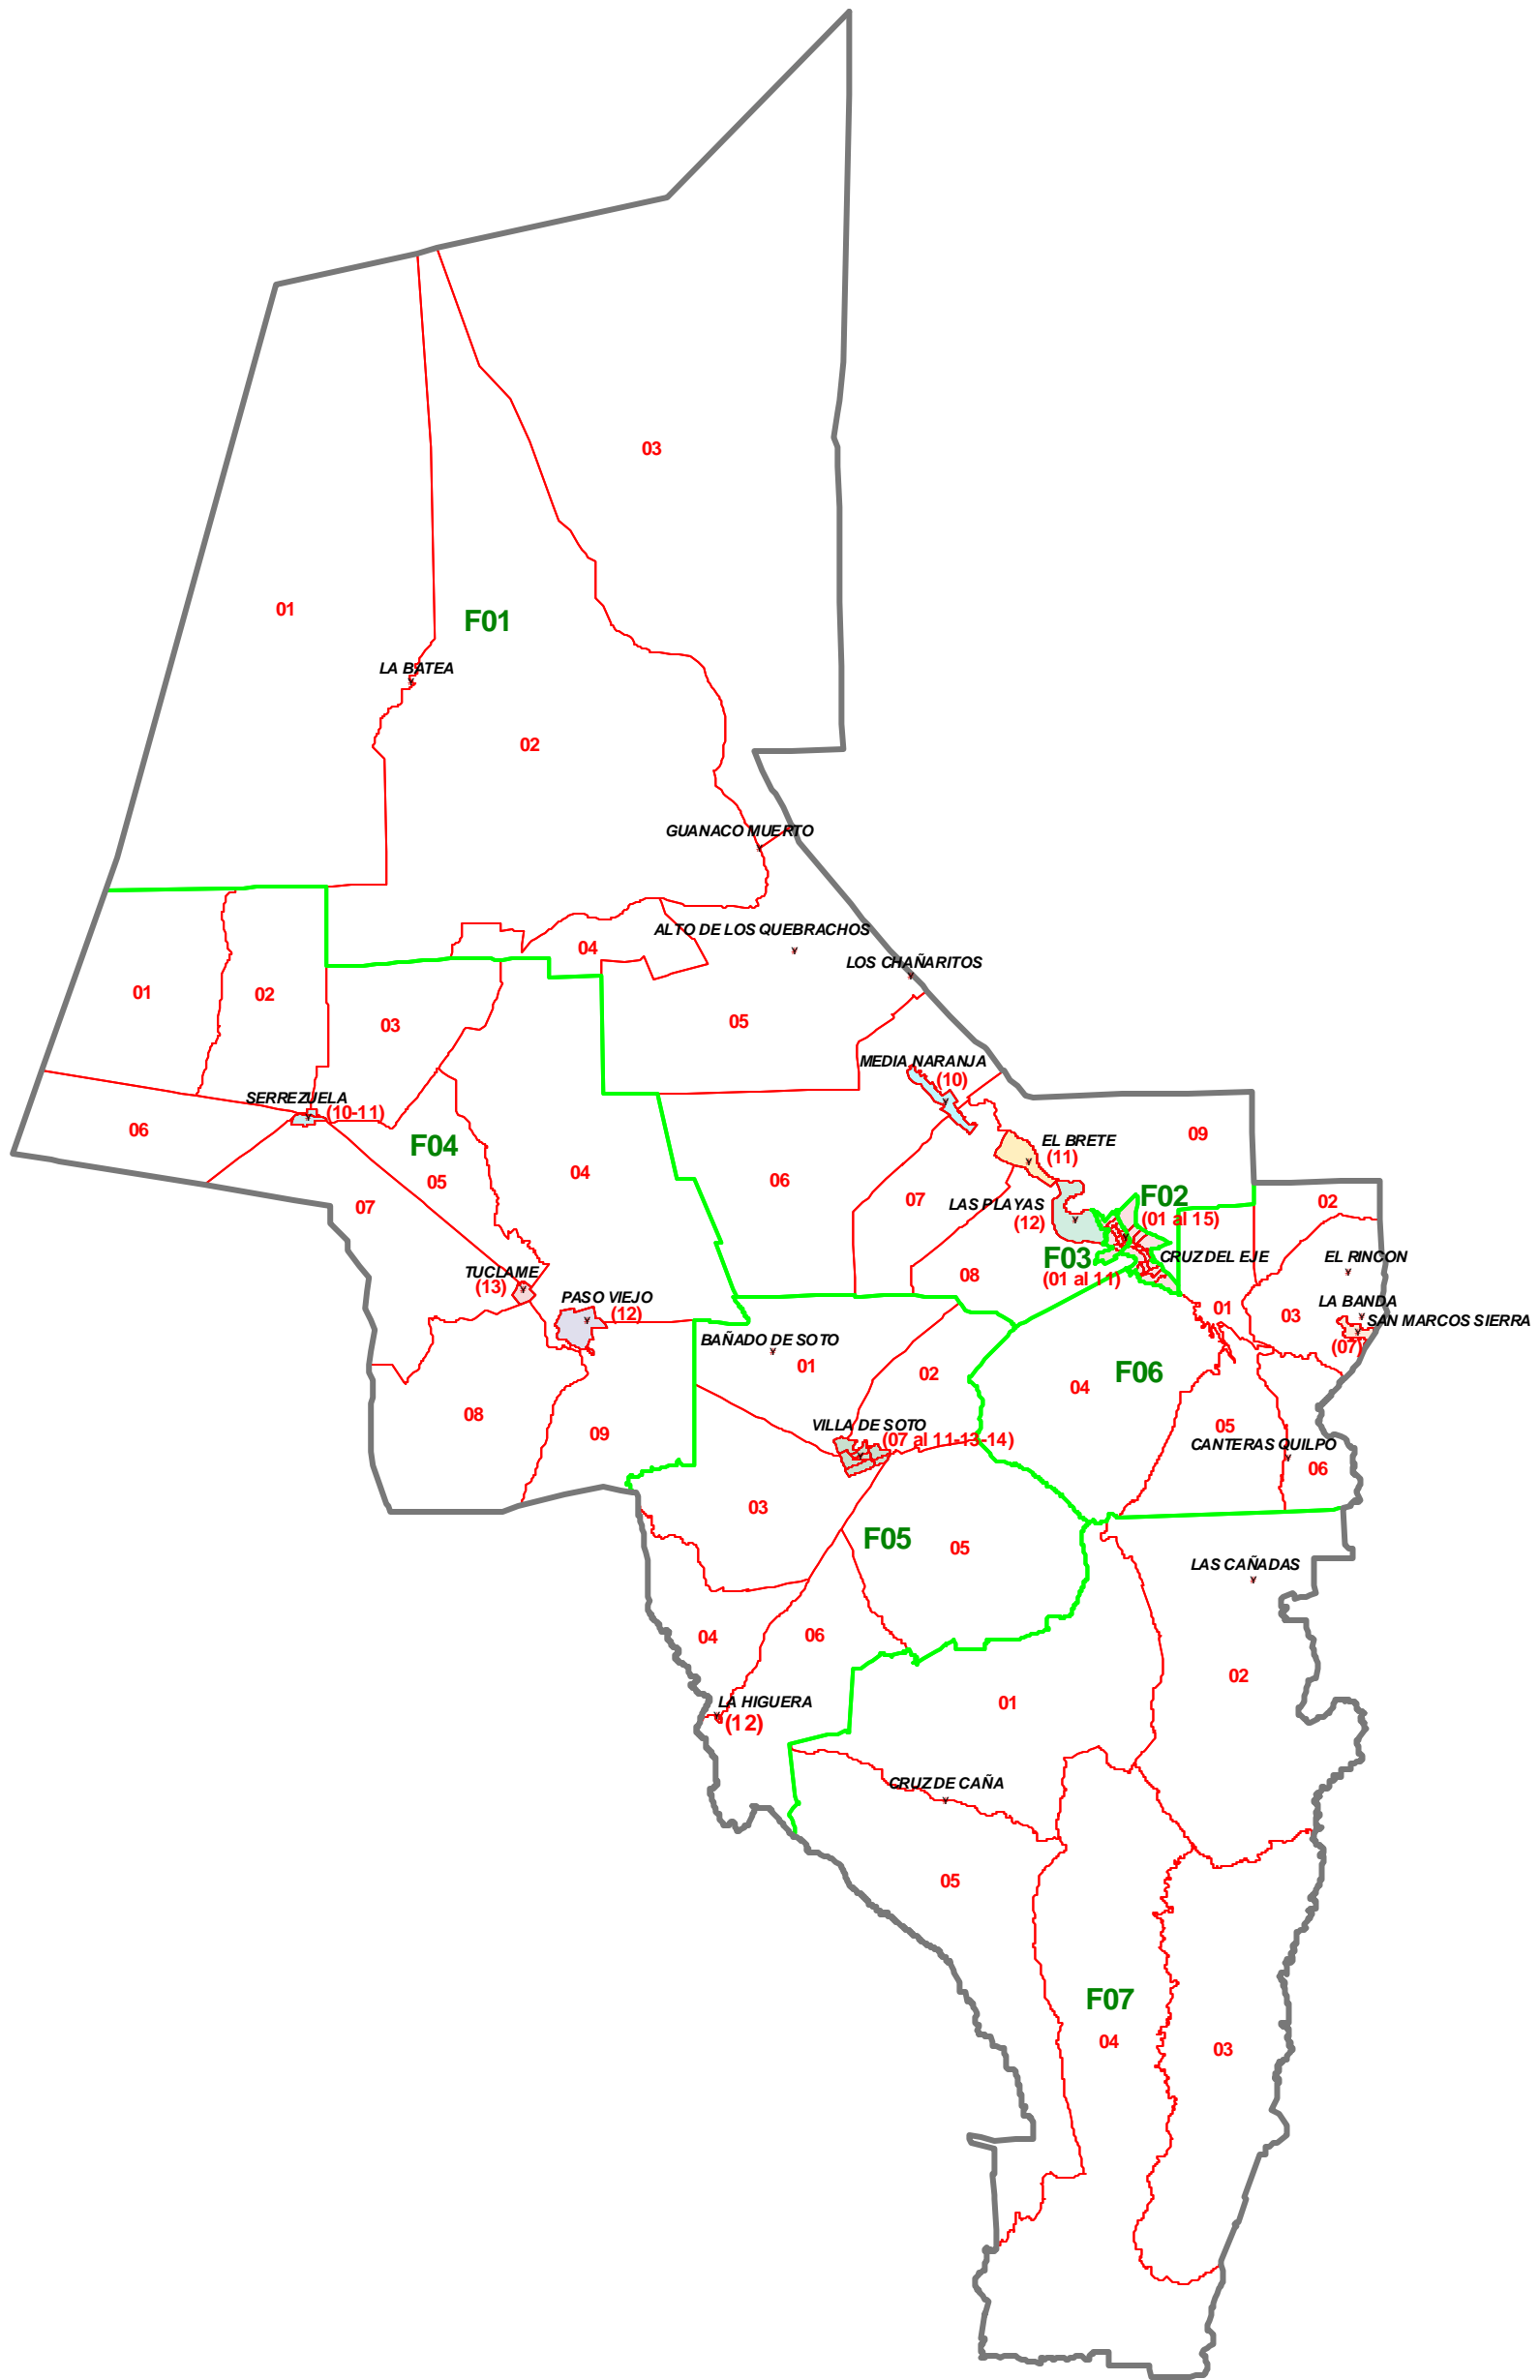 03
01
F01
LA BATEA
02
GUANACO MUERTO
ALTO DE LOS QUEBRACHOS
04
LOS CHAÑARITOS
01
02
03
05
MEDIA NARANJA
(10)
SERREZUELA
(10-11)
06
F04
05
04
EL BRETE
(11)
09
06
07
07
LAS PLAYAS
(12)
F02
(01 al 15)
02
F03
(01 al 11)
CRUZ DEL EJE
EL RINCON
08
TUCLAME
(13)
PASO VIEJO
(12)
01
03
LA BANDA
SAN MARCOS SIERRA
(07)
BAÑADO DE SOTO
01
02
04
F06
08
09
VILLA DE SOTO
(07 al 11-13-14)
05
CANTERAS QUILPO
06
03
F05
05
LAS CAÑADAS
04
06
02
LA HIGUERA
(12)
01
CRUZ DE CAÑA
05
F07
04
03